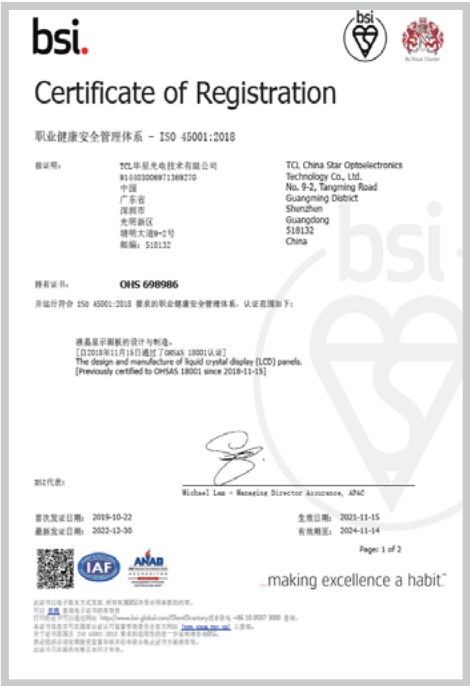 bsi.
bsi
By Royal Charter
Certificate of Registration
职业健康安全管理体系 - ISO 45001:2018
兹证明:
TCL华星光电技术有限公司
914403006971369270
中国
广东省
深圳市
光明新区
塘明大道9-2号
邮编: 518132
TCL China Star Optoelectronics
Technology Co., Ltd.
No. 9-2, Tangming Road
Guangming District
Shenzhen
Guangdong
518132
China
持有证书:
OHS 698986
并运行符合 ISO 45001:2018 要求的职业健康安全管理体系,认证范围如下:
液晶显示面板的设计与制造。
[自2018年11月15日通过了OHSAS 18001认证]
The design and manufacture of liquid crystal display (LCD) panels.
[Previously certified to OHSAS 18001 since 2018-11-15]
bsi
BSI代表:
Michael Lam - Managing Director Assurance, APAC
首次发证日期: 2019-10-22
生效日期: 2021-11-15
最新发证日期: 2022-12-30
有效期至: 2024-11-14
Page: 1 of 2
IAF
ANAB
ACCREDITED
...making excellence a habit.™